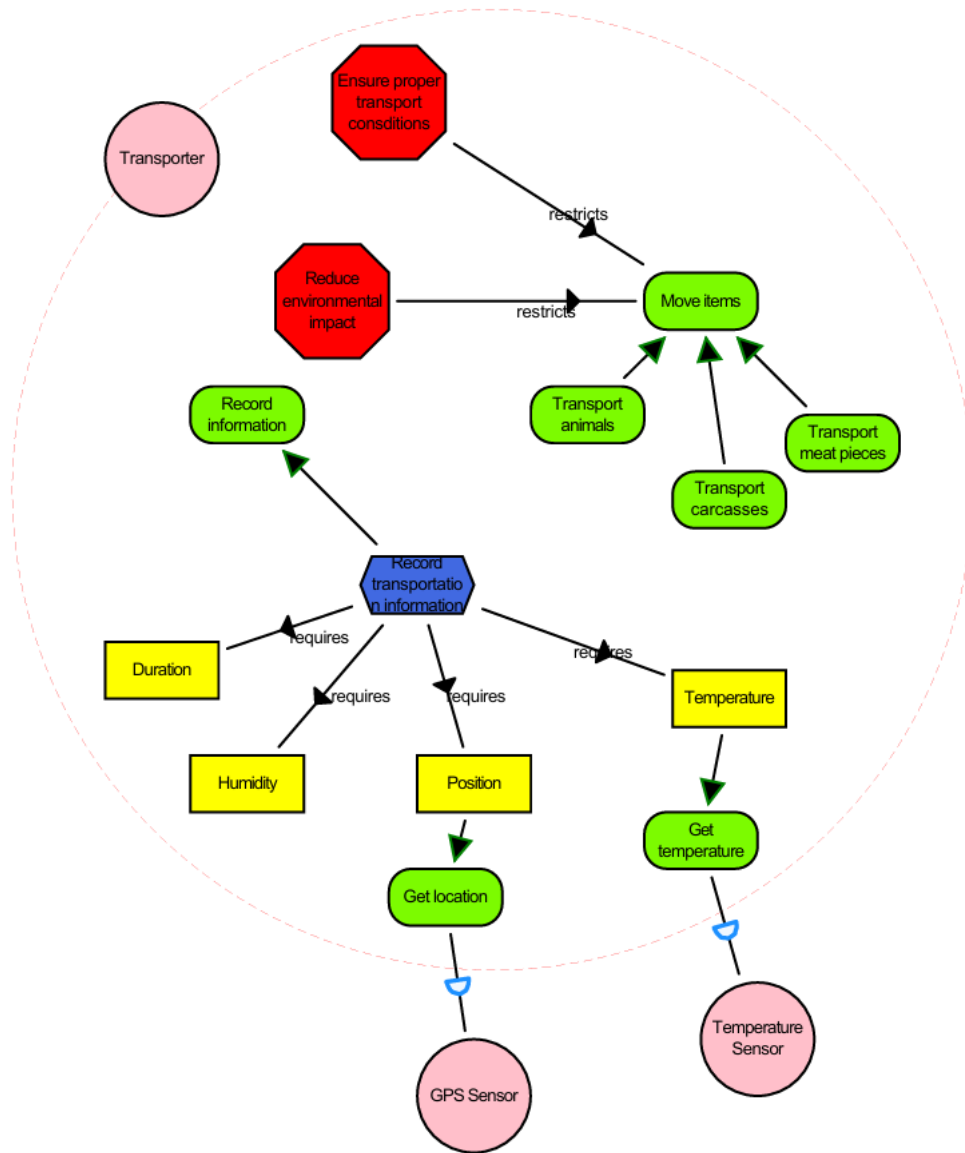 Ensure proper
transport
consditions
Transporter
restricts
Reduce
environmental
impact
Move items
restricts
Record
information
Transport
animals
Transport
meat pieces
Transport
carcasses
Record
transportatio
n information
requires
requires
Duration
requires
requires
Temperature
Humidity
Position
Get
temperature
Get location
Temperature
Sensor
GPS Sensor